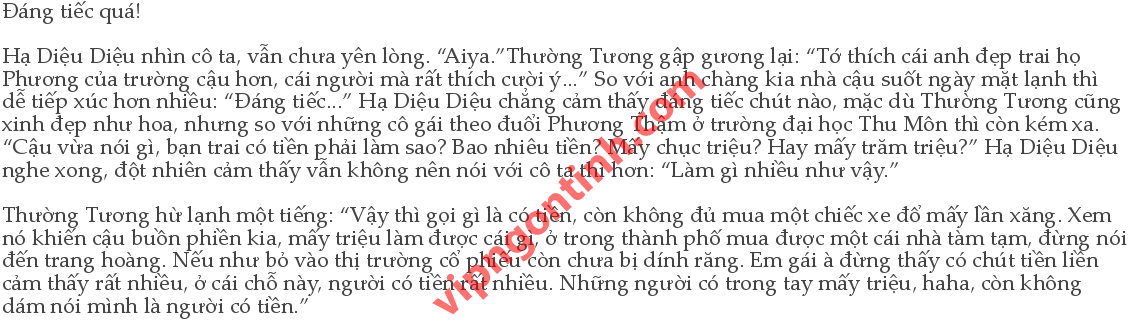 Đáng tiếc quá!
Hạ Diệu Diệu nhìn cô ta, vẫn chưa yên lòng. “Aiya.”Thường Tương gập gương lại: “Tớ thích cái anh đẹp trai họ
Phương của trường cậu hơn, cái người mà rất thích cười ý...” So với anh chàng kia nhà cậu suốt ngày mặt lạnh thì
dễ tiếp xúc hơn nhiều: “Đáng tiếc...” Hạ Diệu Diệu chẳng cảm thấy đáng tiếc chút nào, mặc dù Thường Tương cũng
xinh đẹp như hoa, nhưng so với những cô gái theo đuổi Phương Thậm ở trường đại học Thu Môn thì còn kém xa.
“Cậu vừa nói gì, bạn trai có tiền phải làm sao? Bao nhiêu tiền? Mấy chục triệu? Hay mấy trăm triệu?” Hạ Diệu Diệu
nghe xong, đột nhiên cảm thấy vẫn không nên nói với cô ta thì hơn: “Làm gì nhiều như vậy.”
Thường Tương hừ lạnh một tiếng: “Vậy thì gọi gì là có tiền, còn không đủ mua một chiếc xe đổ mấy lần xăng. Xem
nó khiến cậu buồn phiền kia, mấy triệu làm được cái gì, ở trong thành phố mua được một cái nhà tàm tạm, đừng nói
đến trang hoàng. Nếu như bỏ vào thị trường cổ phiếu còn chưa bị dính răng. Em gái à đừng thấy có chút tiền liền
cảm thấy rất nhiều, ở cái chỗ này, người có tiền rất nhiều. Những người có trong tay mấy triệu, haha, còn không
dám nói mình là người có tiền.”
vipngontinh.com